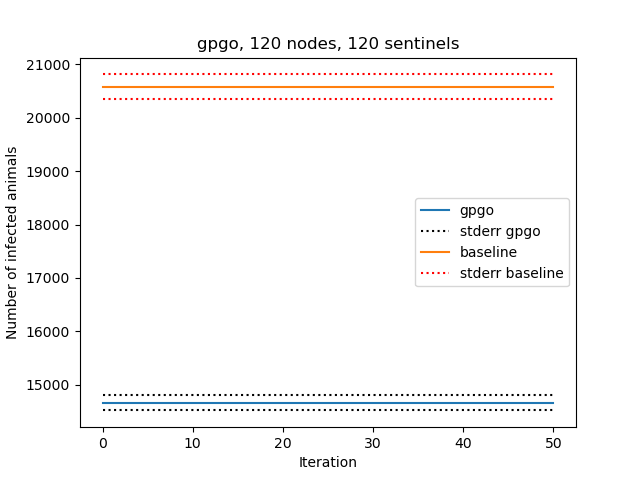 gpgo, 120 nodes, 120 sentinels
21000
20000
19000
18000
17000
16000
15000
Number of infected animals
gpgo
stderr gpgo
baseline
stderr baseline
0 10 20 30 40 50
Iteration